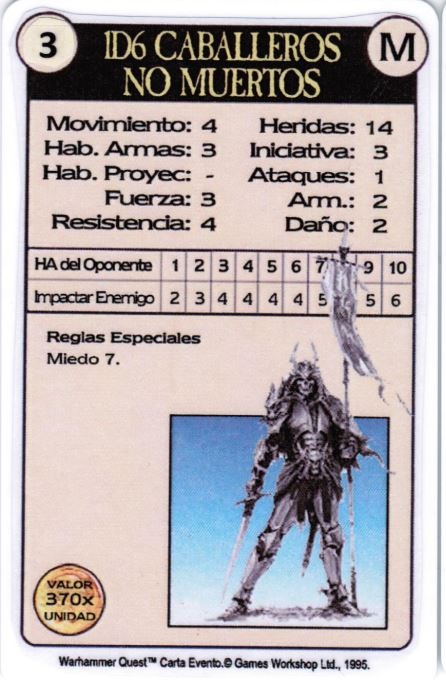 3
1D6 CABALLEROS
NO MUERTOS
M
Movimiento: 4 Heridas: 14
Hab. Armas: 3 Iniciativa: 3
Hab. Proyec: - Ataques: 1
Fuerza: 3 Arm.: 2
Resistencia: 4 Daño: 2
HA del Oponente 1 2 3 4 5 6 7 9 10
Impactar Enemigo 2 3 4 4 4 4 5 5 6
Reglas Especiales
Miedo 7.
VALOR
370x
UNIDAD
Warhammer Quest™ Carta Evento.© Games Workshop Ltd., 1995.